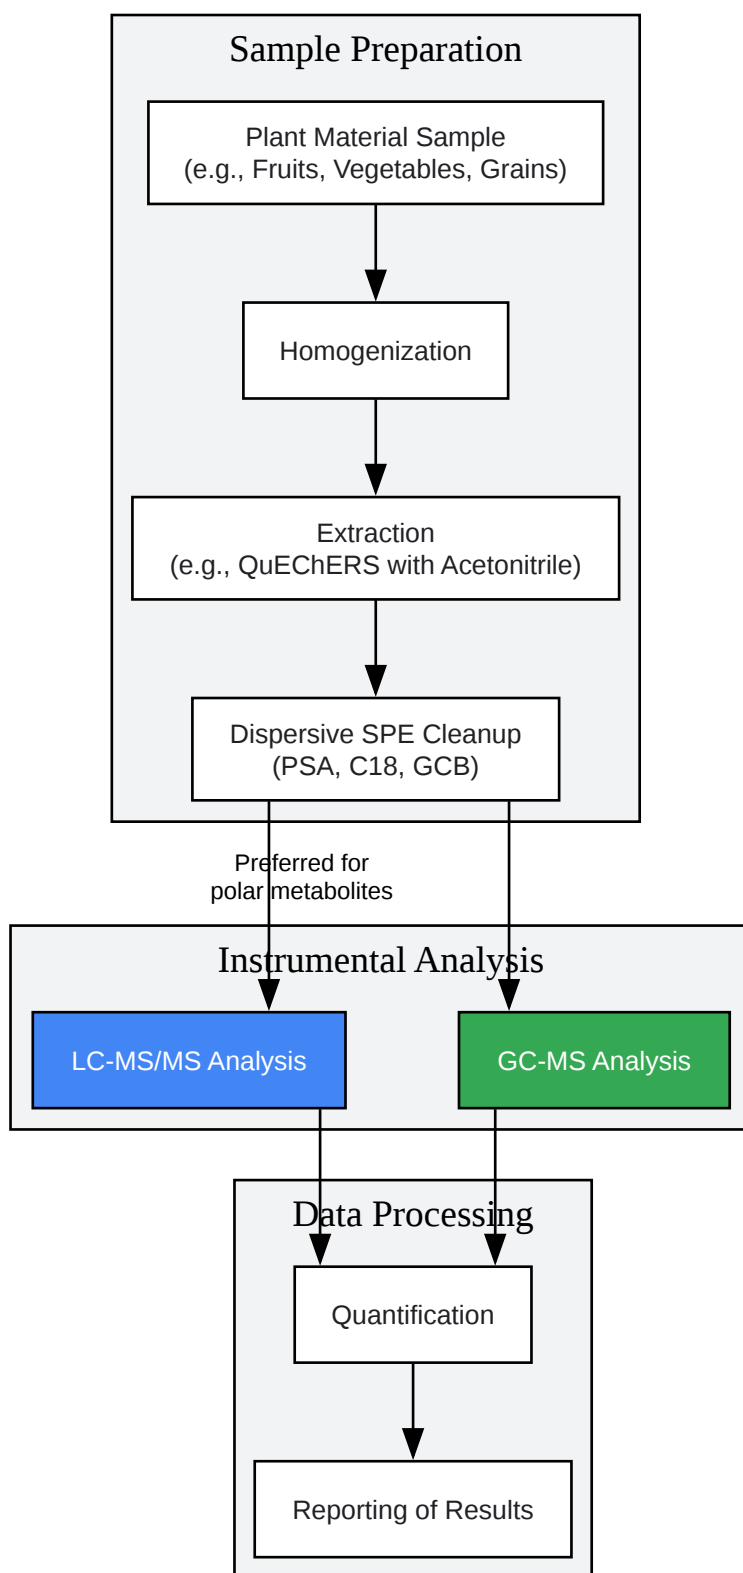 Sample Preparation
Plant Material Sample
(e.g., Fruits, Vegetables, Grains)
Homogenization
Extraction
(e.g., QuEChERS with Acetonitrile)
Dispersive SPE Cleanup
(PSA, C18, GCB)
Preferred for
polar metabolites
Instrumental Analysis
LC-MS/MS Analysis
GC-MS Analysis
Data Processing
Quantification
Reporting of Results